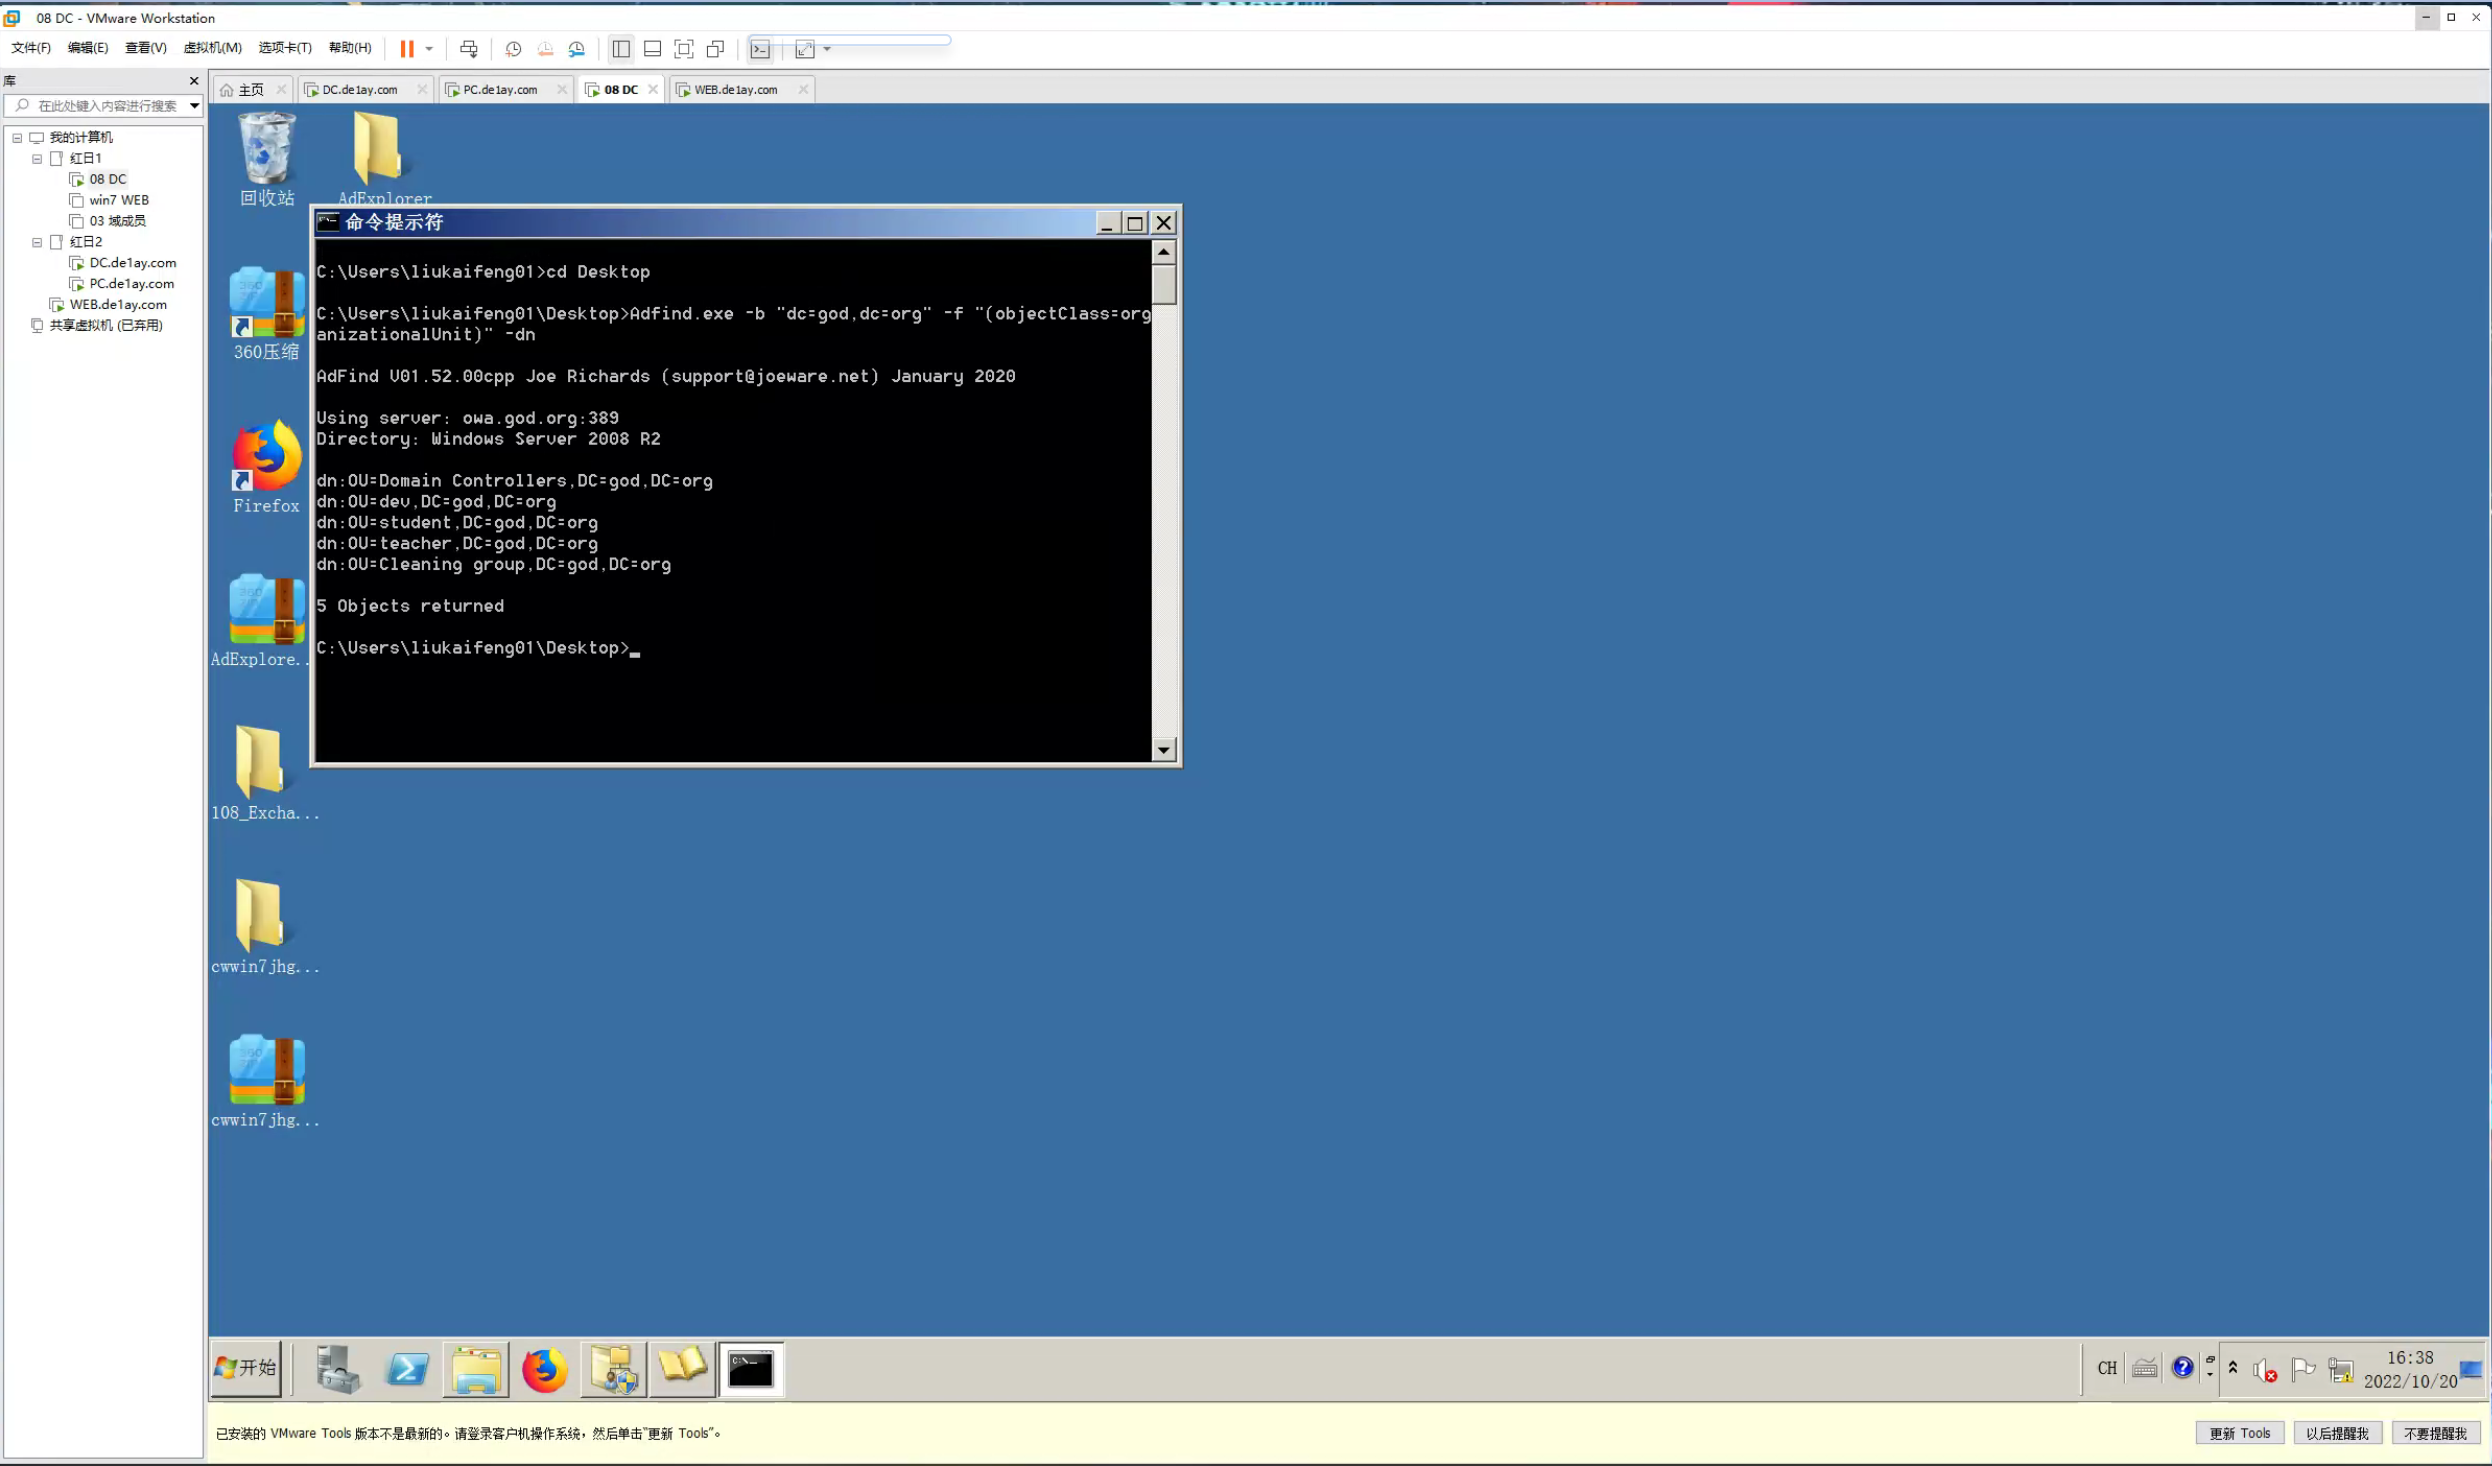 08 DC - VMware Workstation
文件(F) 编辑(E) 查看(V) 虚拟机(M) 选项卡(T) 帮助(H)
库
在此处键入内容进行搜索
我的计算机
红日1
08 DC
win7 WEB
03 域成员
红日2
DC.de1ay.com
PC.de1ay.com
WEB.de1ay.com
共享虚拟机 (已弃用)
主页 DC.de1ay.com PC.de1ay.com 08 DC WEB.de1ay.com
回收站
AdExplorer
360压缩
Firefox
AdExplore...
108_Excha...
cwwin7jhg...
cwwin7jhg...
命令提示符
C:\Users\liukaifeng01>cd Desktop
C:\Users\liukaifeng01\Desktop>Adfind.exe -b "dc=god,dc=org" -f "(objectClass=org
anizationalUnit)" -dn
AdFind V01.52.00cpp Joe Richards (support@joeware.net) January 2020
Using server: owa.god.org:389
Directory: Windows Server 2008 R2
dn:OU=Domain Controllers,DC=god,DC=org
dn:OU=dev,DC=god,DC=org
dn:OU=student,DC=god,DC=org
dn:OU=teacher,DC=god,DC=org
dn:OU=Cleaning group,DC=god,DC=org
5 Objects returned
C:\Users\liukaifeng01\Desktop>
开始
CH
16:38
2022/10/20
已安装的 VMware Tools 版本不是最新的。请登录客户机操作系统，然后单击"更新 Tools"。
更新 Tools 以后提醒我 不要提醒我